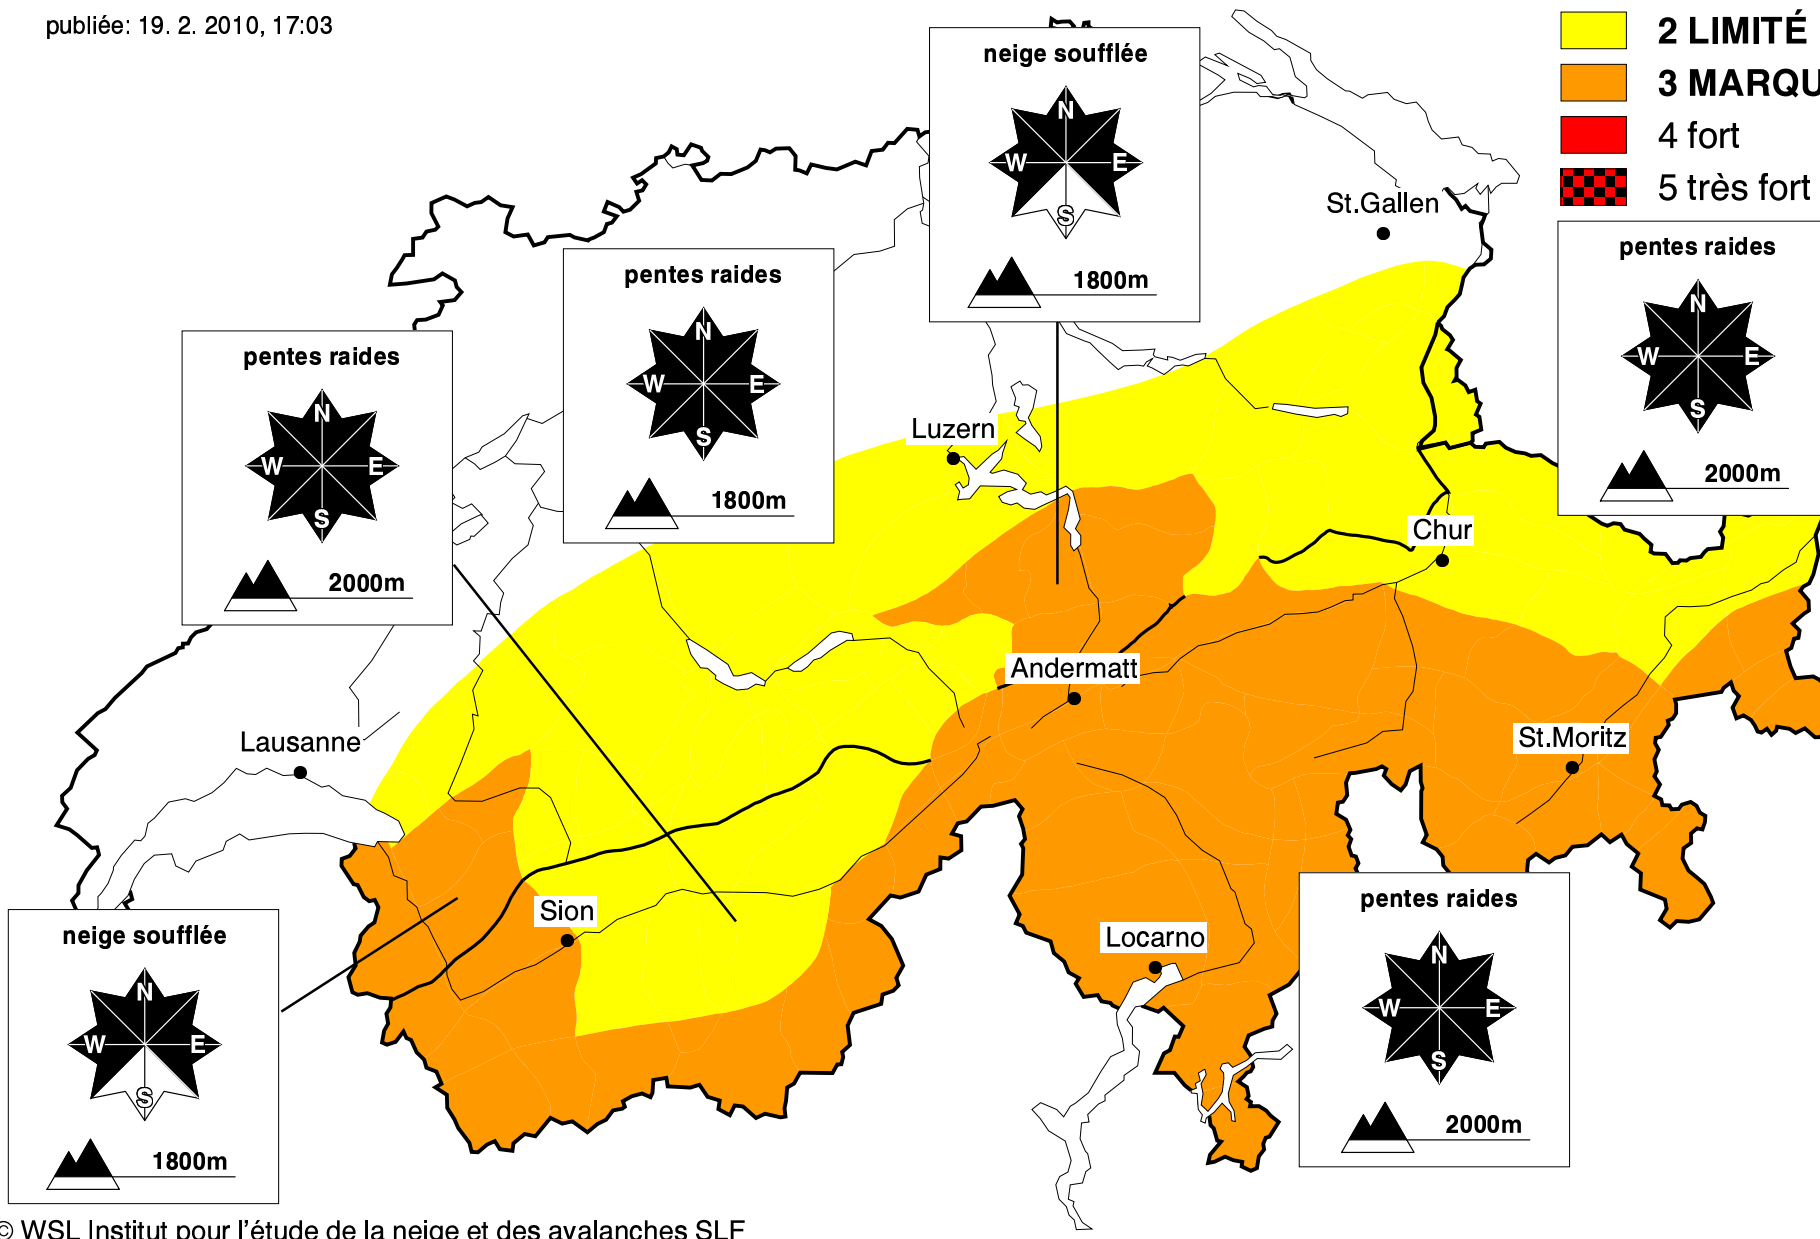 publiée: 19. 2. 2010, 17:03
2 LIMITÉ
3 MARQU
4 fort
5 très fort
neige soufflée
N
W E
S
1800m
St.Gallen
pentes raides
N
W E
S
2000m
pentes raides
N
W E
S
1800m
pentes raides
N
W E
S
2000m
Luzern
Chur
Andermatt
Lausanne
St.Moritz
Sion
Locarno
neige soufflée
N
W E
S
1800m
pentes raides
N
W E
S
2000m
© WSL Institut pour l'étude de la neige et des avalanches SLF